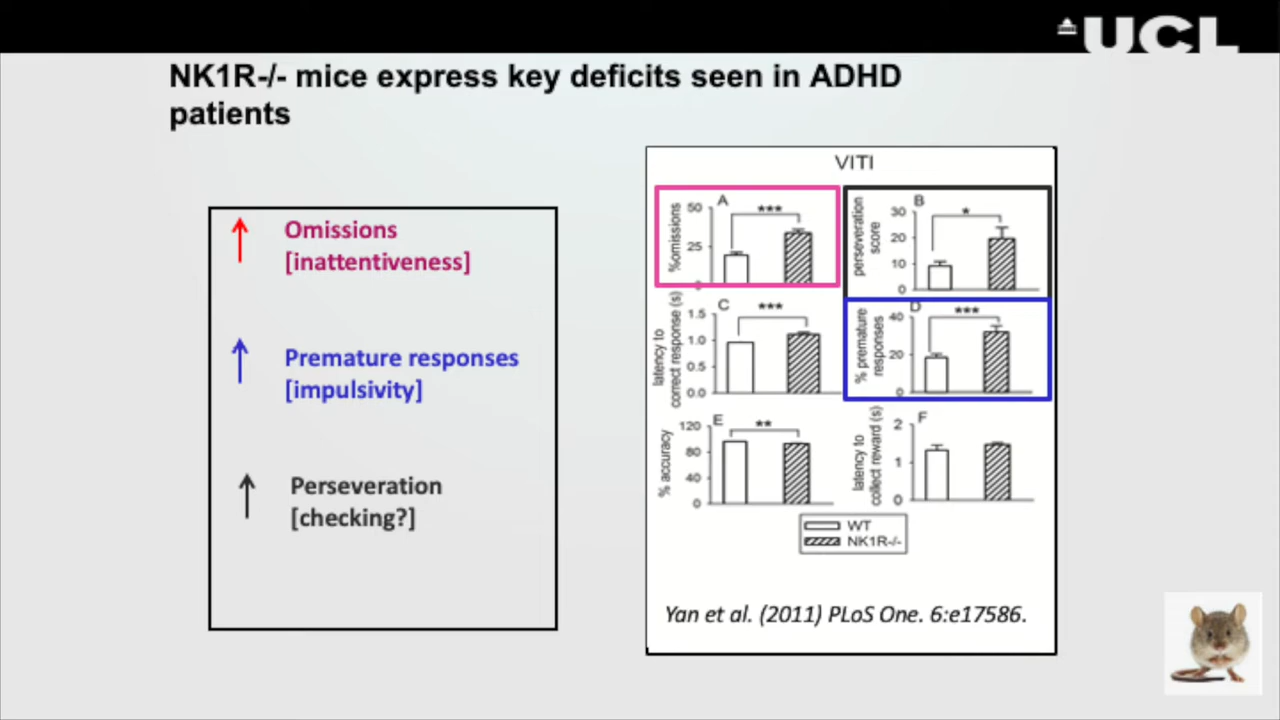 UCL
NK1R-/- mice express key deficits seen in ADHD
patients
Omissions
[inattentiveness]
Premature responses
[impulsivity]
Perseveration
[checking?]
VITI
A
%omissions
50
25
0
***
B
perseveration
score
30
20
10
0
*
C
latency to
correct response (s)
1.5
1.0
0.5
0.0
***
D
% premature
responses
40
20
0
***
E
% accuracy
120
80
40
0
**
F
latency to
collect reward (s)
2
1
0
WT
NK1R-/-
Yan et al. (2011) PLoS One. 6:e17586.